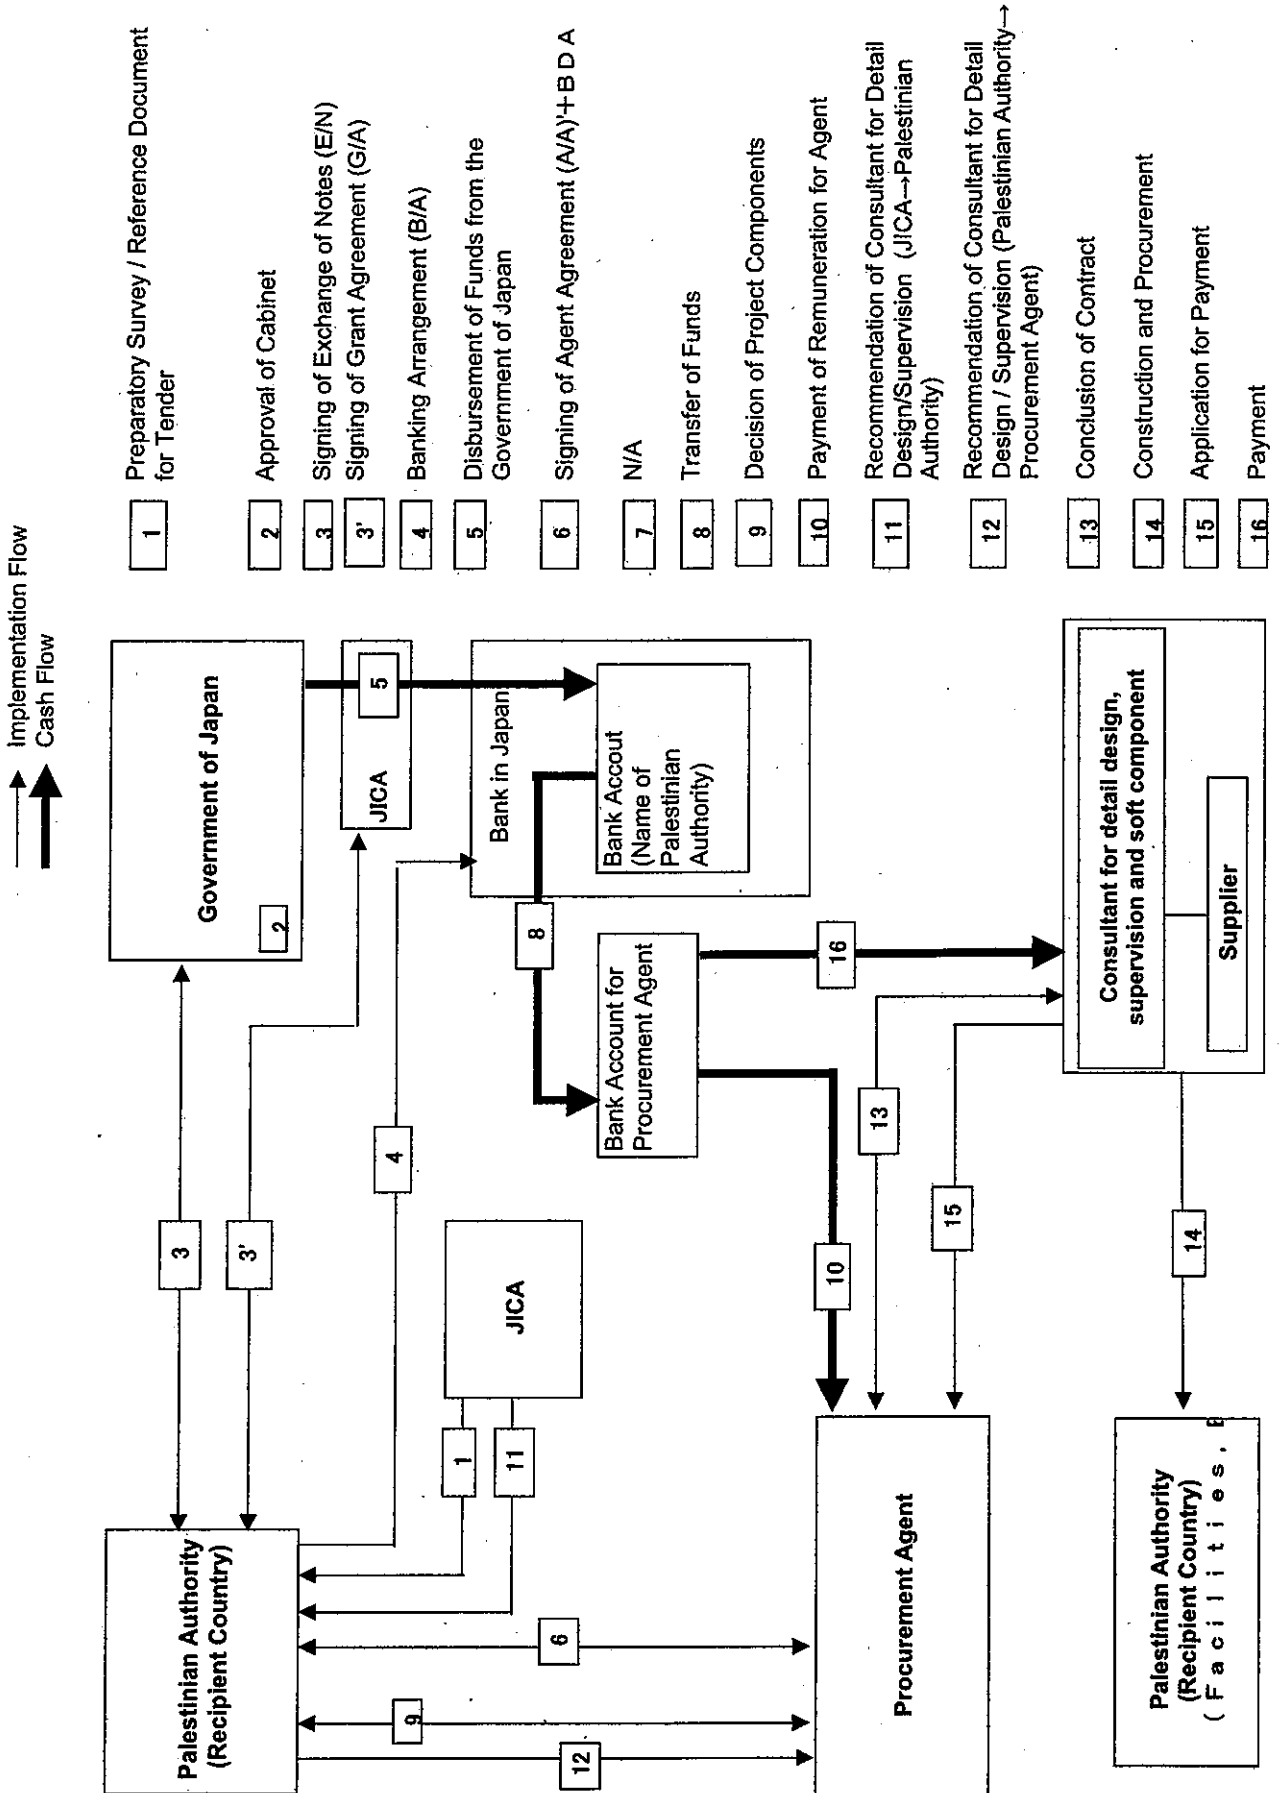 Implementation Flow
Cash Flow
Palestinian Authority
(Recipient Country)
3
3'
4
1
11
JICA
6
9
12
Government of Japan
2
JICA
5
Bank in Japan
Bank Accout
(Name of
Palestinian
Authority)
8
Bank Account for
Procurement Agent
16
10
13
15
Procurement Agent
Consultant for detail design,
supervision and soft component
Supplier
14
Palestinian Authority
(Recipient Country)
( F a c i l i t i e s ,
1 Preparatory Survey / Reference Document
for Tender
2 Approval of Cabinet
3 Signing of Exchange of Notes (E/N)
3' Signing of Grant Agreement (G/A)
4 Banking Arrangement (B/A)
5 Disbursement of Funds from the
Government of Japan
6 Signing of Agent Agreement (A/A)'+B D A
7 N/A
8 Transfer of Funds
9 Decision of Project Components
10 Payment of Remuneration for Agent
11 Recommendation of Consultant for Detail
Design/Supervision (JICA→Palestinian
Authority)
12 Recommendation of Consultant for Detail
Design / Supervision (Palestinian Authority→
Procurement Agent)
13 Conclusion of Contract
14 Construction and Procurement
15 Application for Payment
16 Payment